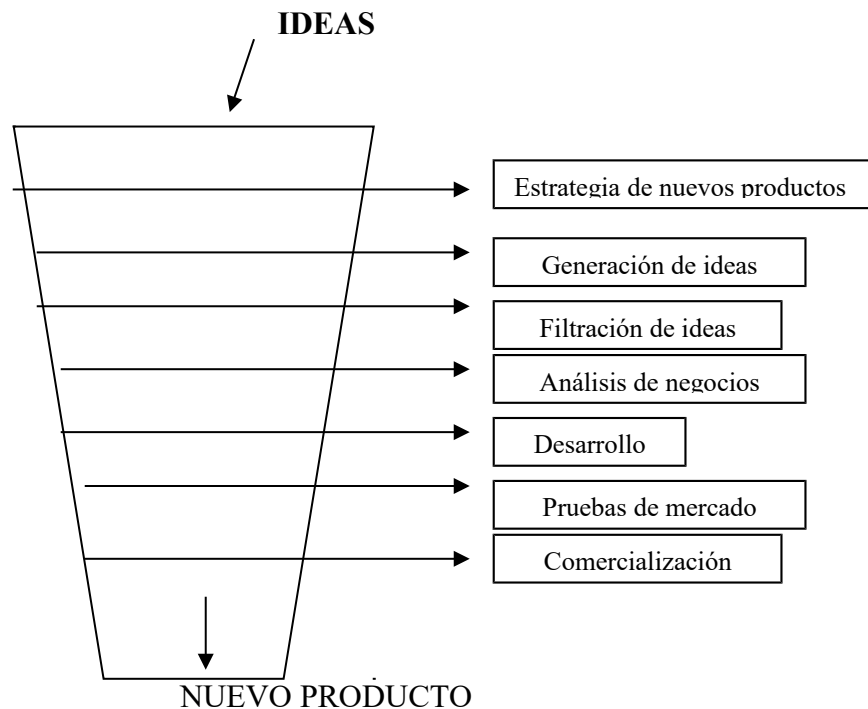 IDEAS
Estrategia de nuevos productos
Generación de ideas
Filtración de ideas
Análisis de negocios
Desarrollo
Pruebas de mercado
Comercialización
NUEVO PRODUCTO